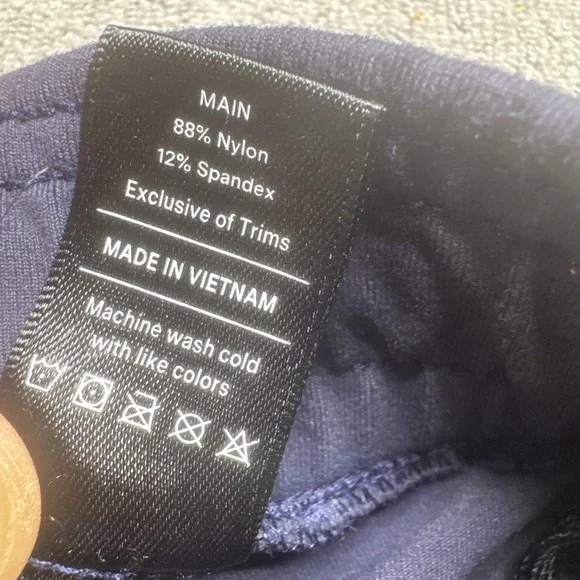 MAIN
88% Nylon
12% Spandex
Exclusive of Trims
MADE IN VIETNAM
Machine wash cold
with like colors